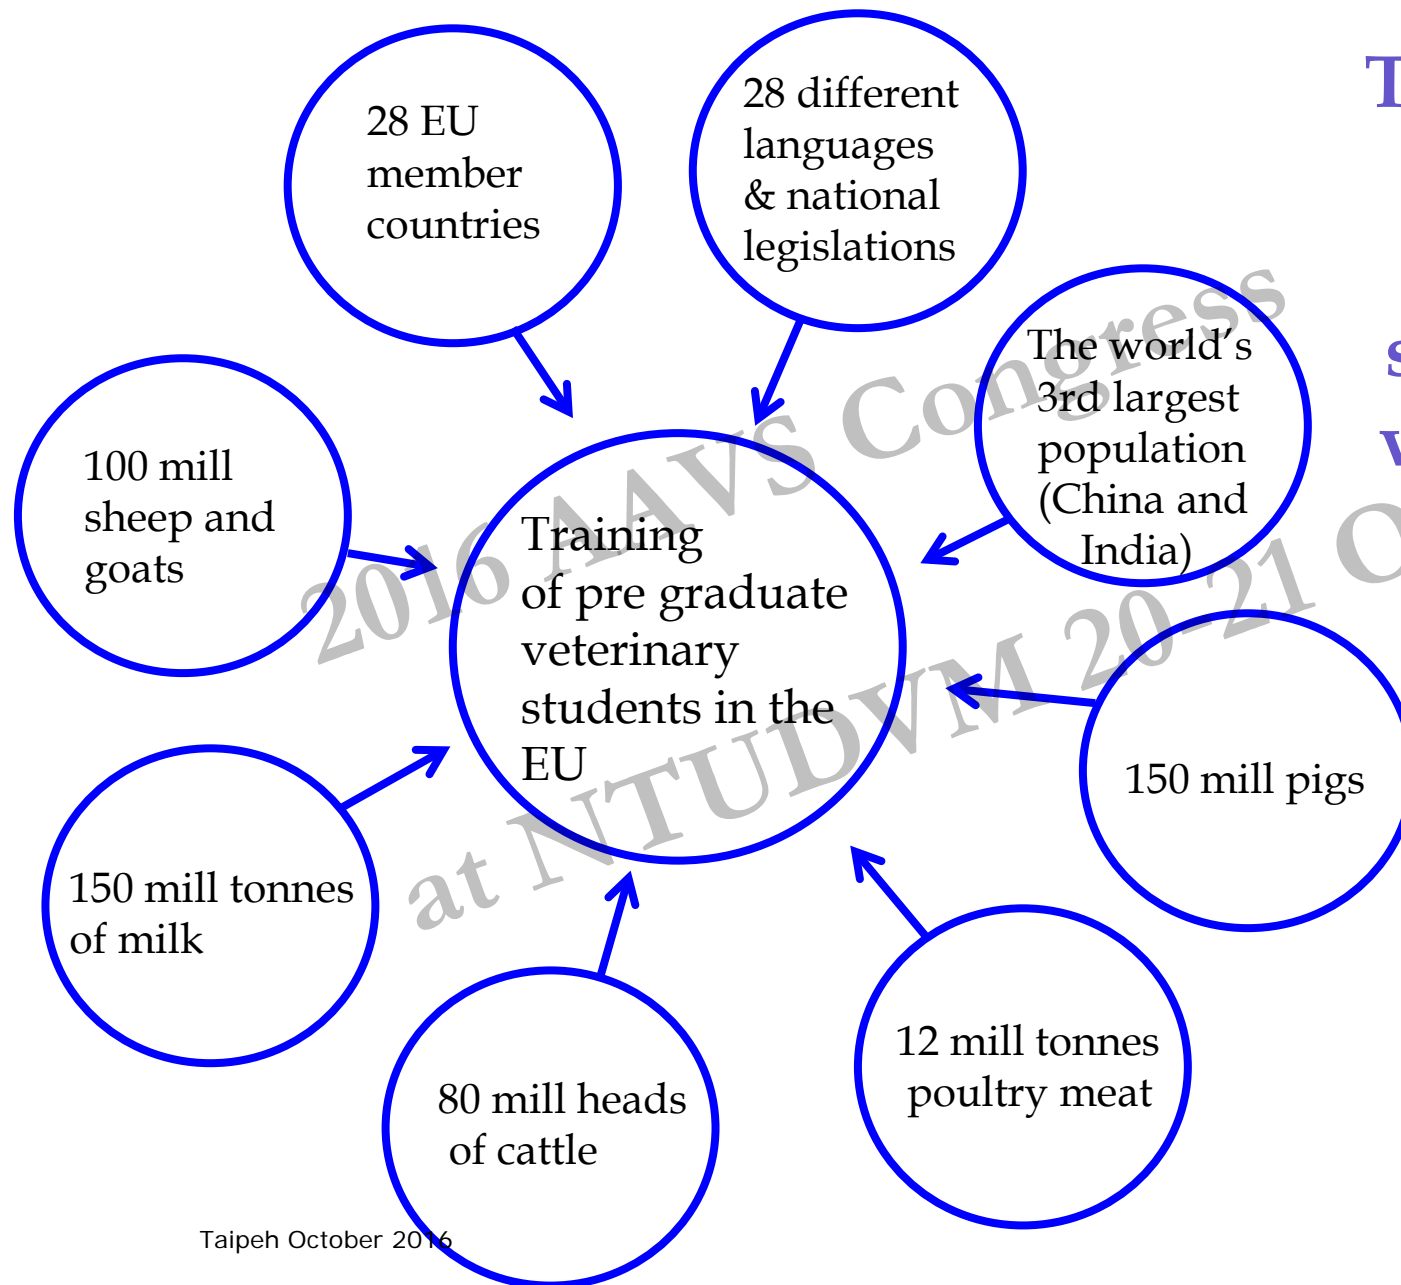 28 EU
member
countries
28 different
languages
& national
legislations
The world's
3rd largest
population
(China and
India)
100 mill
sheep and
goats
Training
of pre graduate
veterinary
students in the
EU
150 mill pigs
150 mill tonnes
of milk
12 mill tonnes
poultry meat
80 mill heads
of cattle
Taipeh October 2016
2016 AAVS Congress
at NTUDVM 20-21 O